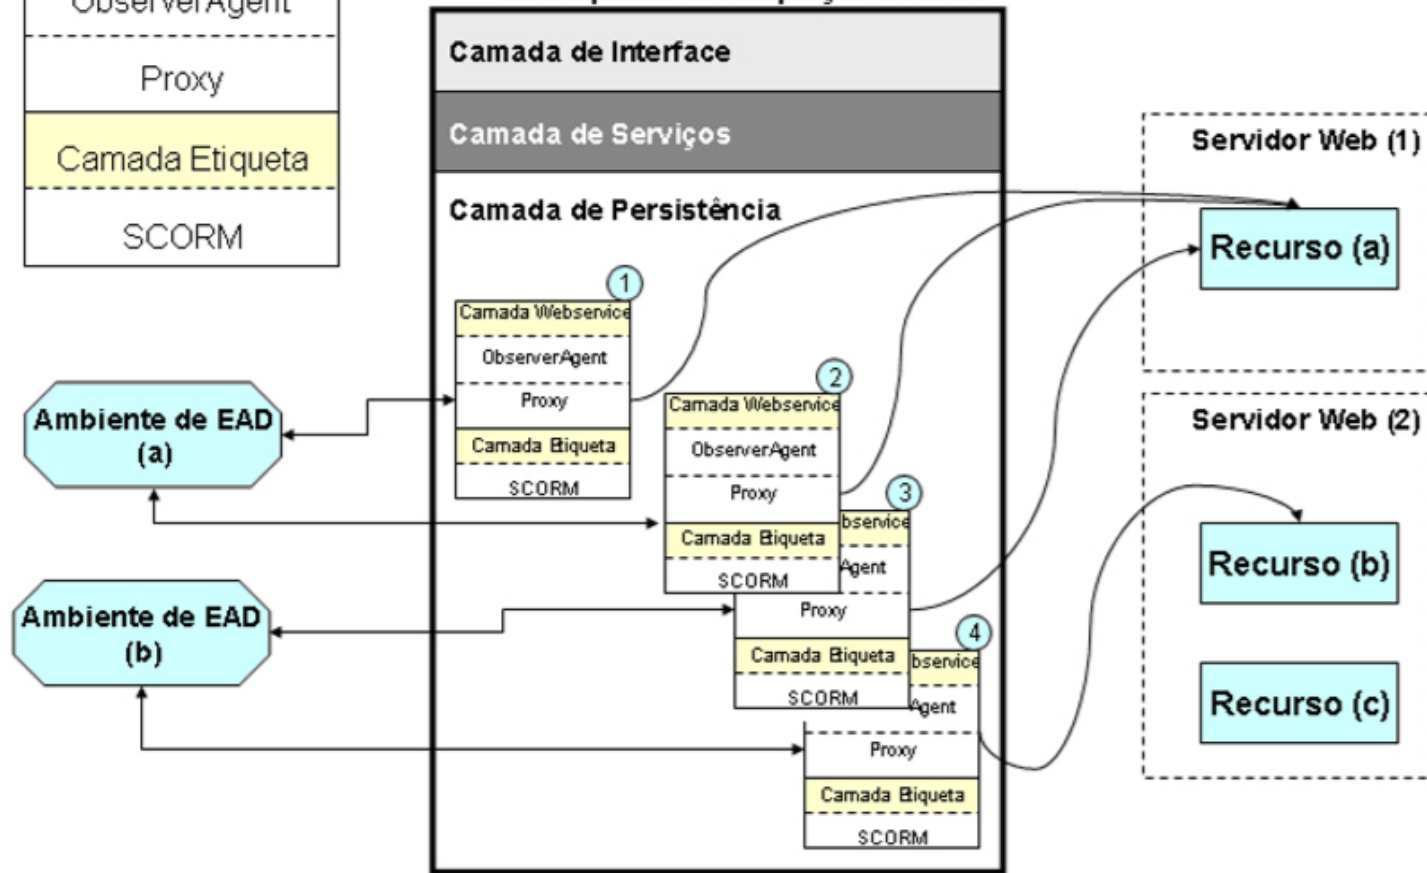 ObserverAgent
Proxy
Camada Etiqueta
SCORM
Camada de Interface
Camada de Serviços
Camada de Persistência
1
Camada Webservice
ObserverAgent
Proxy
Camada Etiqueta
SCORM
2
Camada Webservice
ObserverAgent
Proxy
Camada Etiqueta
SCORM
3
bservice
Agent
Proxy
Camada Etiqueta
SCORM
4
bservice
Agent
Proxy
Camada Etiqueta
SCORM
Ambiente de EAD
(a)
Ambiente de EAD
(b)
Servidor Web (1)
Recurso (a)
Servidor Web (2)
Recurso (b)
Recurso (c)